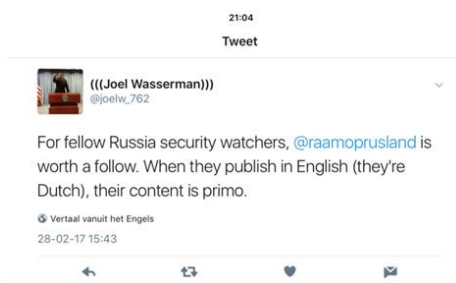 21:04
Tweet
(((Joel Wasserman)))
@joelw_762
For fellow Russia security watchers, @raamoprusland is
worth a follow. When they publish in English (they're
Dutch), their content is primo.
Vertaal vanuit het Engels
28-02-17 15:43